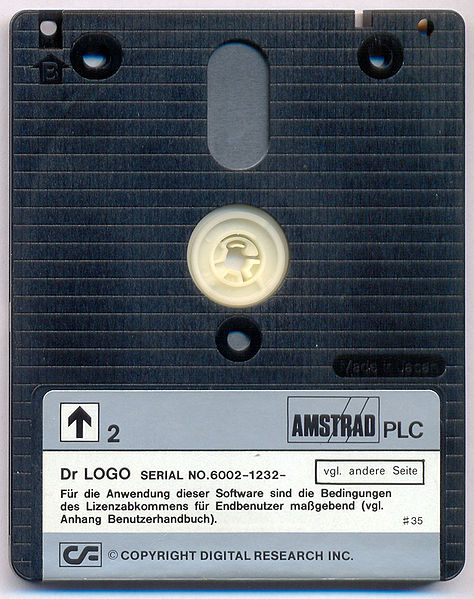 B
Made in Japan
2
AMSTRAD PLC
Dr LOGO SERIAL NO.6002-1232-
vgl. andere Seite
Für die Anwendung dieser Software sind die Bedingungen
des Lizenzabkommens für Endbenutzer maßgebend (vgl.
Anhang Benutzerhandbuch).
#35
CF © COPYRIGHT DIGITAL RESEARCH INC.